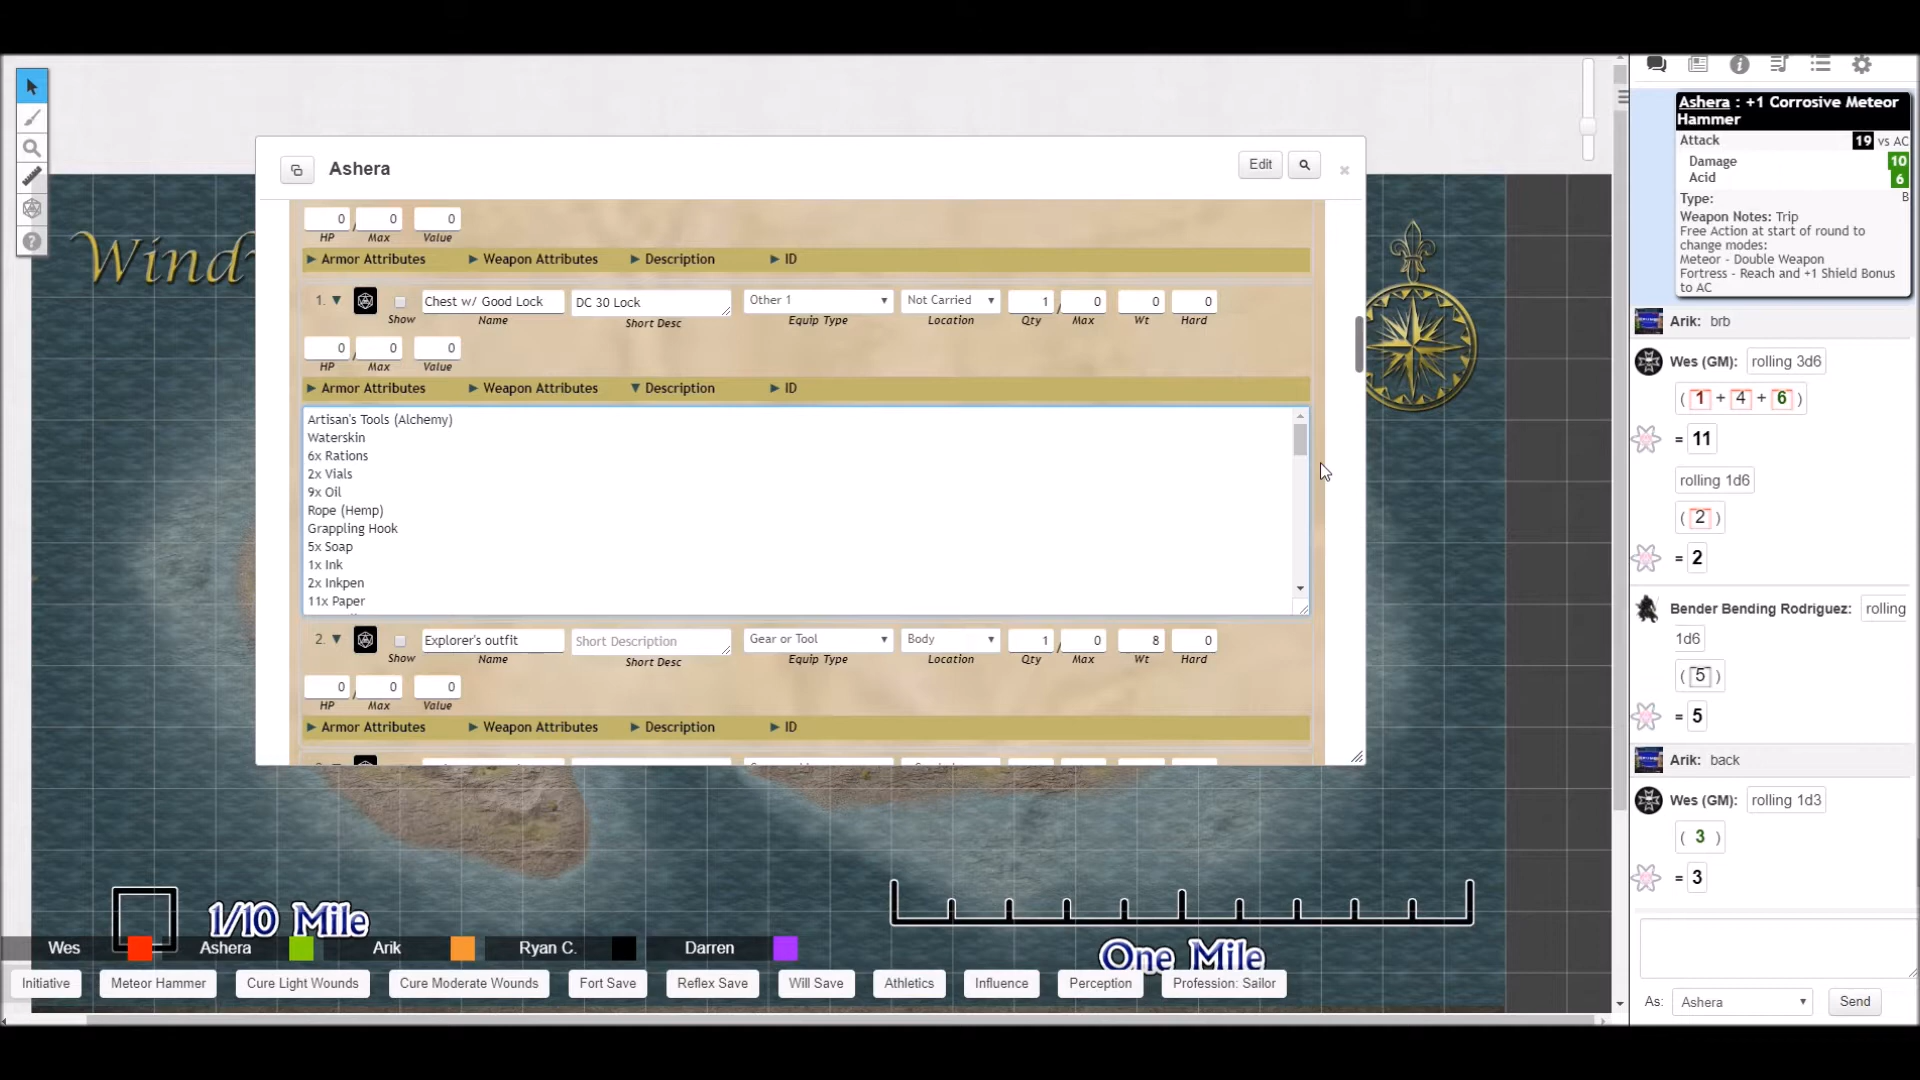 Ashera
Edit
Windw
0 / 0 0
HP Max Value
Armor Attributes Weapon Attributes Description ID
1. Show Chest w/ Good Lock DC 30 Lock Other 1 Not Carried 1 / 0 0 0
Name Short Desc Equip Type Location Qty Max Wt Hard
0 / 0 0
HP Max Value
Armor Attributes Weapon Attributes Description ID
Artisan's Tools (Alchemy)
Waterskin
6x Rations
2x Vials
9x Oil
Rope (Hemp)
Grappling Hook
5x Soap
1x Ink
2x Inkpen
11x Paper
2. Show Explorer's outfit Short Description Gear or Tool Body 1 / 0 8 0
Name Short Desc Equip Type Location Qty Max Wt Hard
0 / 0 0
HP Max Value
Armor Attributes Weapon Attributes Description ID
1/10 Mile
One Mile
Wes Ashera Arik Ryan C. Darren
Initiative Meteor Hammer Cure Light Wounds Cure Moderate Wounds Fort Save Reflex Save Will Save Athletics Influence Perception Profession: Sailor
Ashera : +1 Corrosive Meteor
Hammer
Attack 19 vs AC
Damage 10
Acid 6
Type: B
Weapon Notes: Trip
Free Action at start of round to
change modes:
Meteor - Double Weapon
Fortress - Reach and +1 Shield Bonus
to AC
Arik: brb
Wes (GM): rolling 3d6
( 1 + 4 + 6 )
= 11
rolling 1d6
( 2 )
= 2
Bender Bending Rodriguez: rolling
1d6
( 5 )
= 5
Arik: back
Wes (GM): rolling 1d3
( 3 )
= 3
As: Ashera Send